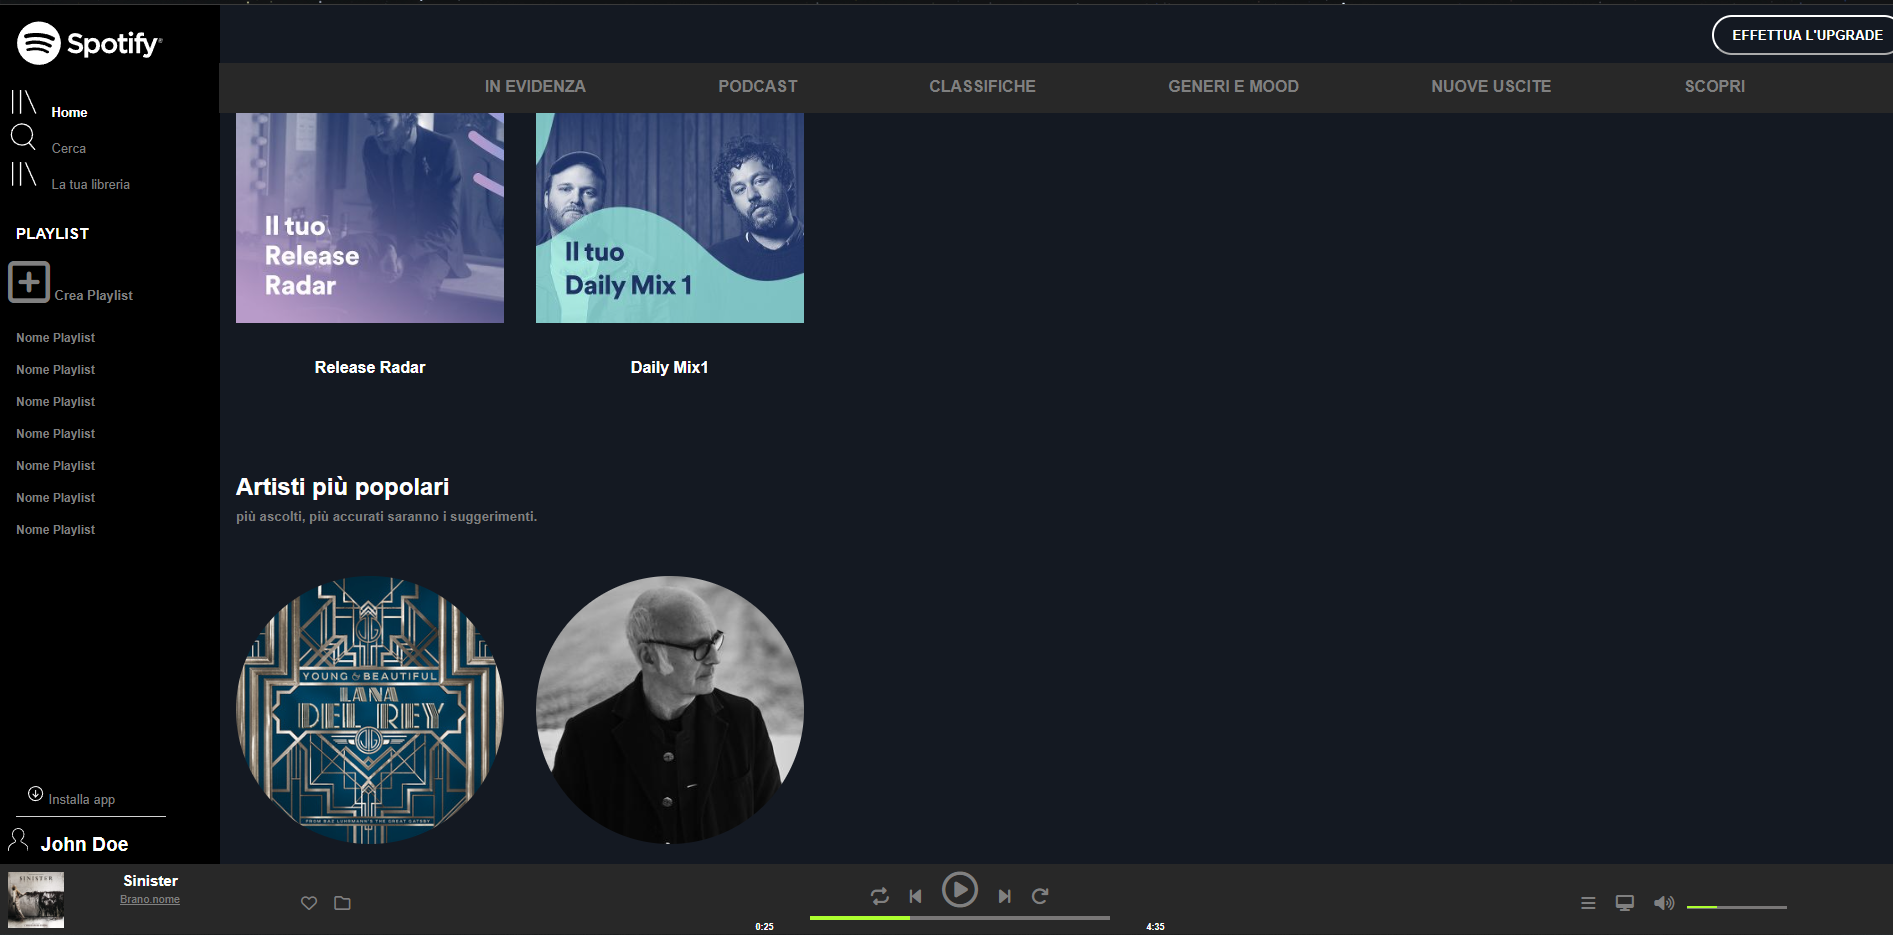 Spotify
EFFETTUA L'UPGRADE
IN EVIDENZA
PODCAST
CLASSIFICHE
GENERI E MOOD
NUOVE USCITE
SCOPRI
Home
Cerca
La tua libreria
PLAYLIST
Crea Playlist
Nome Playlist
Nome Playlist
Nome Playlist
Nome Playlist
Nome Playlist
Nome Playlist
Nome Playlist
Installa app
John Doe
Il tuo
Release
Radar
Il tuo
Daily Mix 1
Release Radar
Daily Mix1
Artisti più popolari
più ascolti, più accurati saranno i suggerimenti.
YOUNG & BEAUTIFUL
LANA
DEL REY
FROM BAZ LUHRMANN'S THE GREAT GATSBY
SINISTER
Sinister
Brano.nome
0:25
4:35